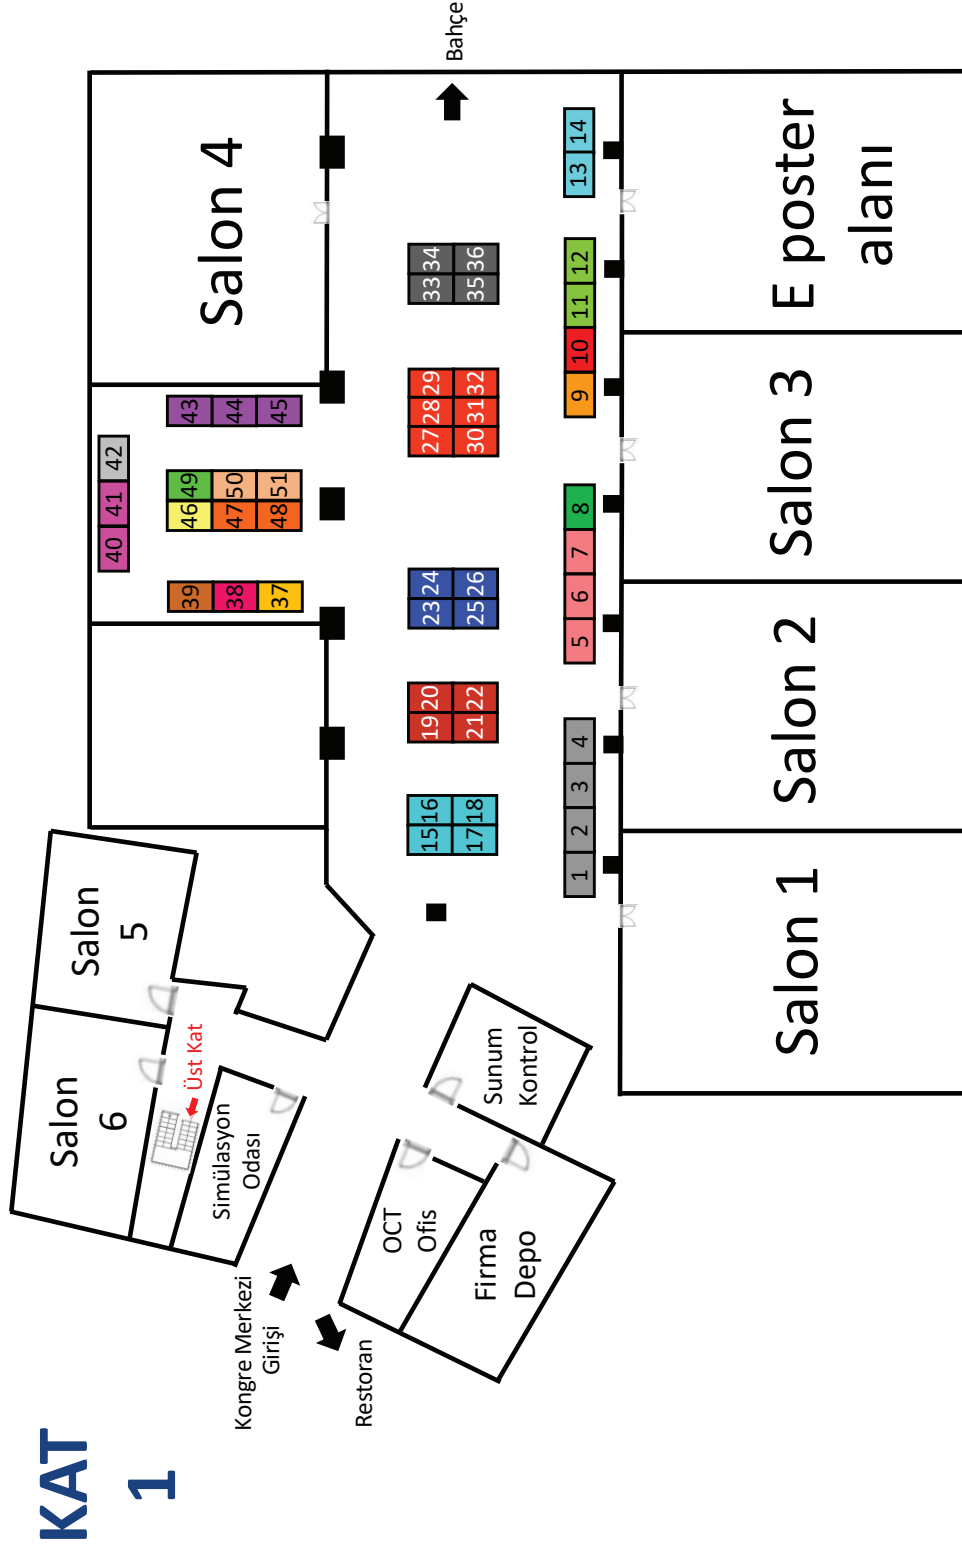 KAT
1
Salon
6
Salon
5
Üst Kat
Simülasyon
Odası
Kongre Merkezi
Girişi
Restoran
OCT
Ofis
Firma
Depo
Sunum
Kontrol
Salon 4
Bahçe
40 41 42
39
38
37
46 49
47 50
48 51
43
44
45
15 16
17 18
19 20
21 22
23 24
25 26
27 28 29
30 31 32
33 34
35 36
1 2 3 4
5 6 7 8
9 10 11 12
13 14
Salon 1
Salon 2
Salon 3
E poster
alanı